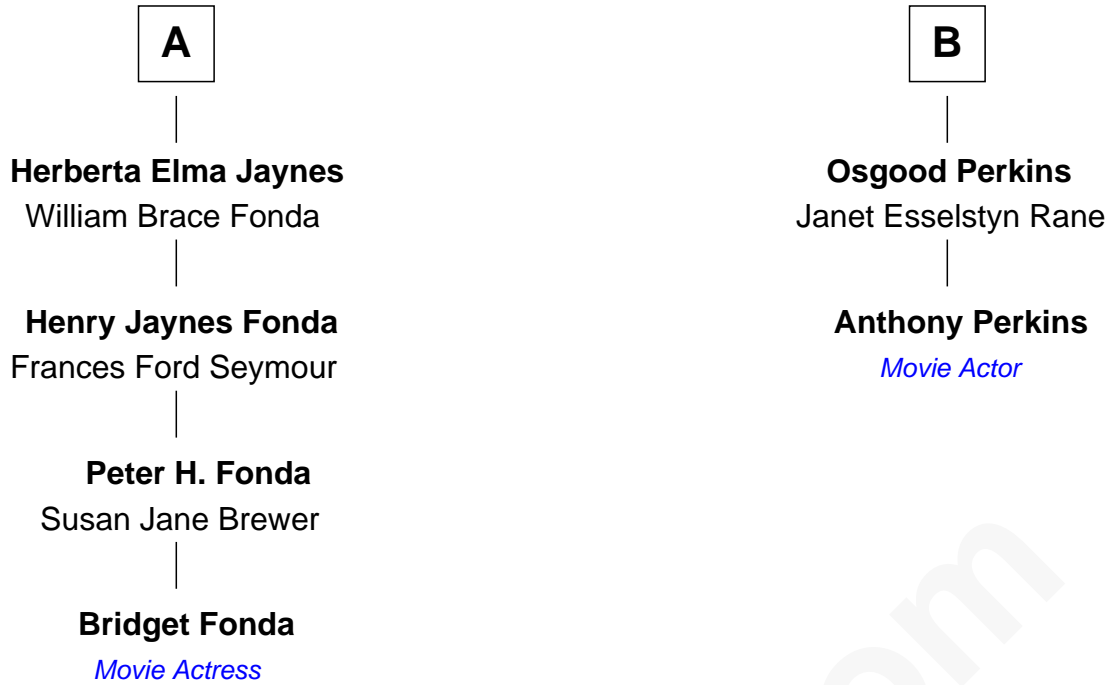 A
Herberta Elma Jaynes
William Brace Fonda
Henry Jaynes Fonda
Frances Ford Seymour
Peter H. Fonda
Susan Jane Brewer
Bridget Fonda
Movie Actress
B
Osgood Perkins
Janet Esselstyn Rane
Anthony Perkins
Movie Actor
om